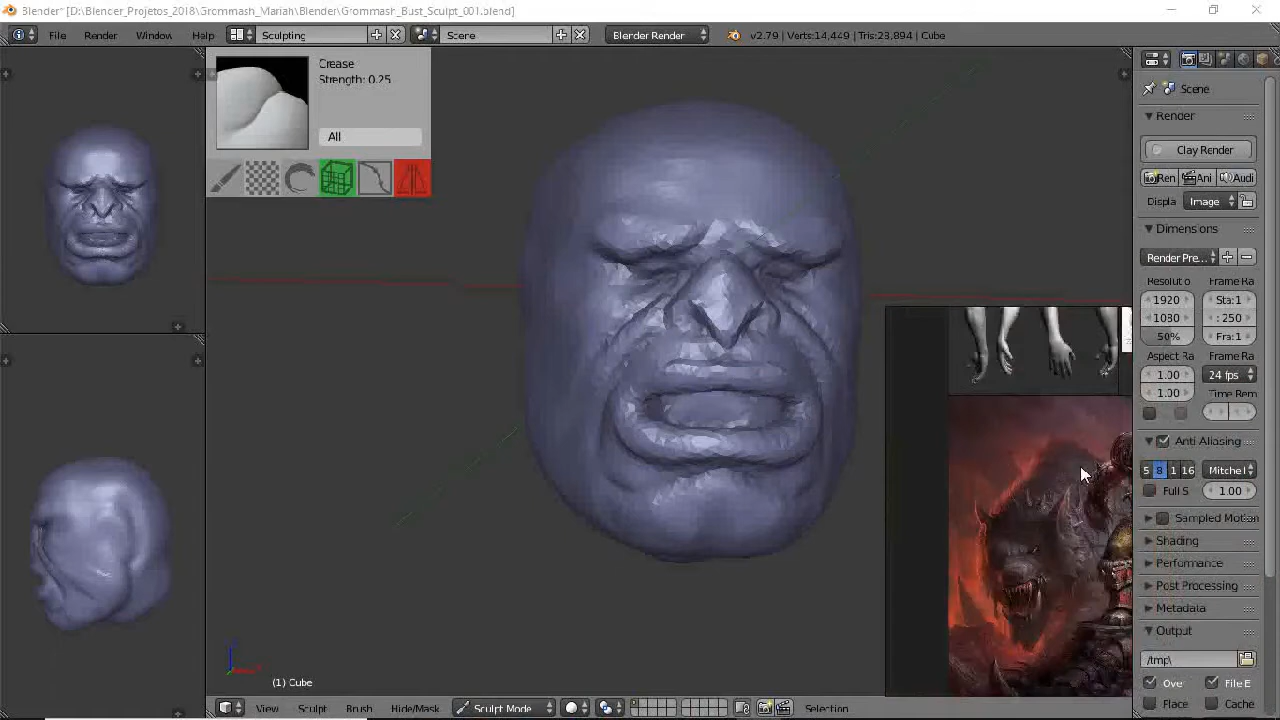 Blender* [D:\Blender_Projetos_2018\Grommash_Mariah\Blender\Grommash_Bust_Sculpt_001.blend]
File Render Window Help Sculpting Scene Blender Render v2.79 | Verts:14,449 | Tris:28,894 | Cube
Crease
Strength: 0.25
All
Scene
Render
Clay Render
Ren Ani Audi
Displa Image
Dimensions
Render Pre...
Resolutio Frame Ra
1920 Sta:1
1080 : 250
50% Fra:1
Aspect Ra Frame Ra
1.00 24 fps
1.00 Time Rem
Anti-Aliasing
5 8 1 16 Mitchel
Full S 1.00
Sampled Motion
Shading
Performance
Post Processing
Metadata
Output
/tmp\
Ove File E
Place Cache
(1) Cube
View Sculpt Brush Hide/Mask Sculpt Mode Selection